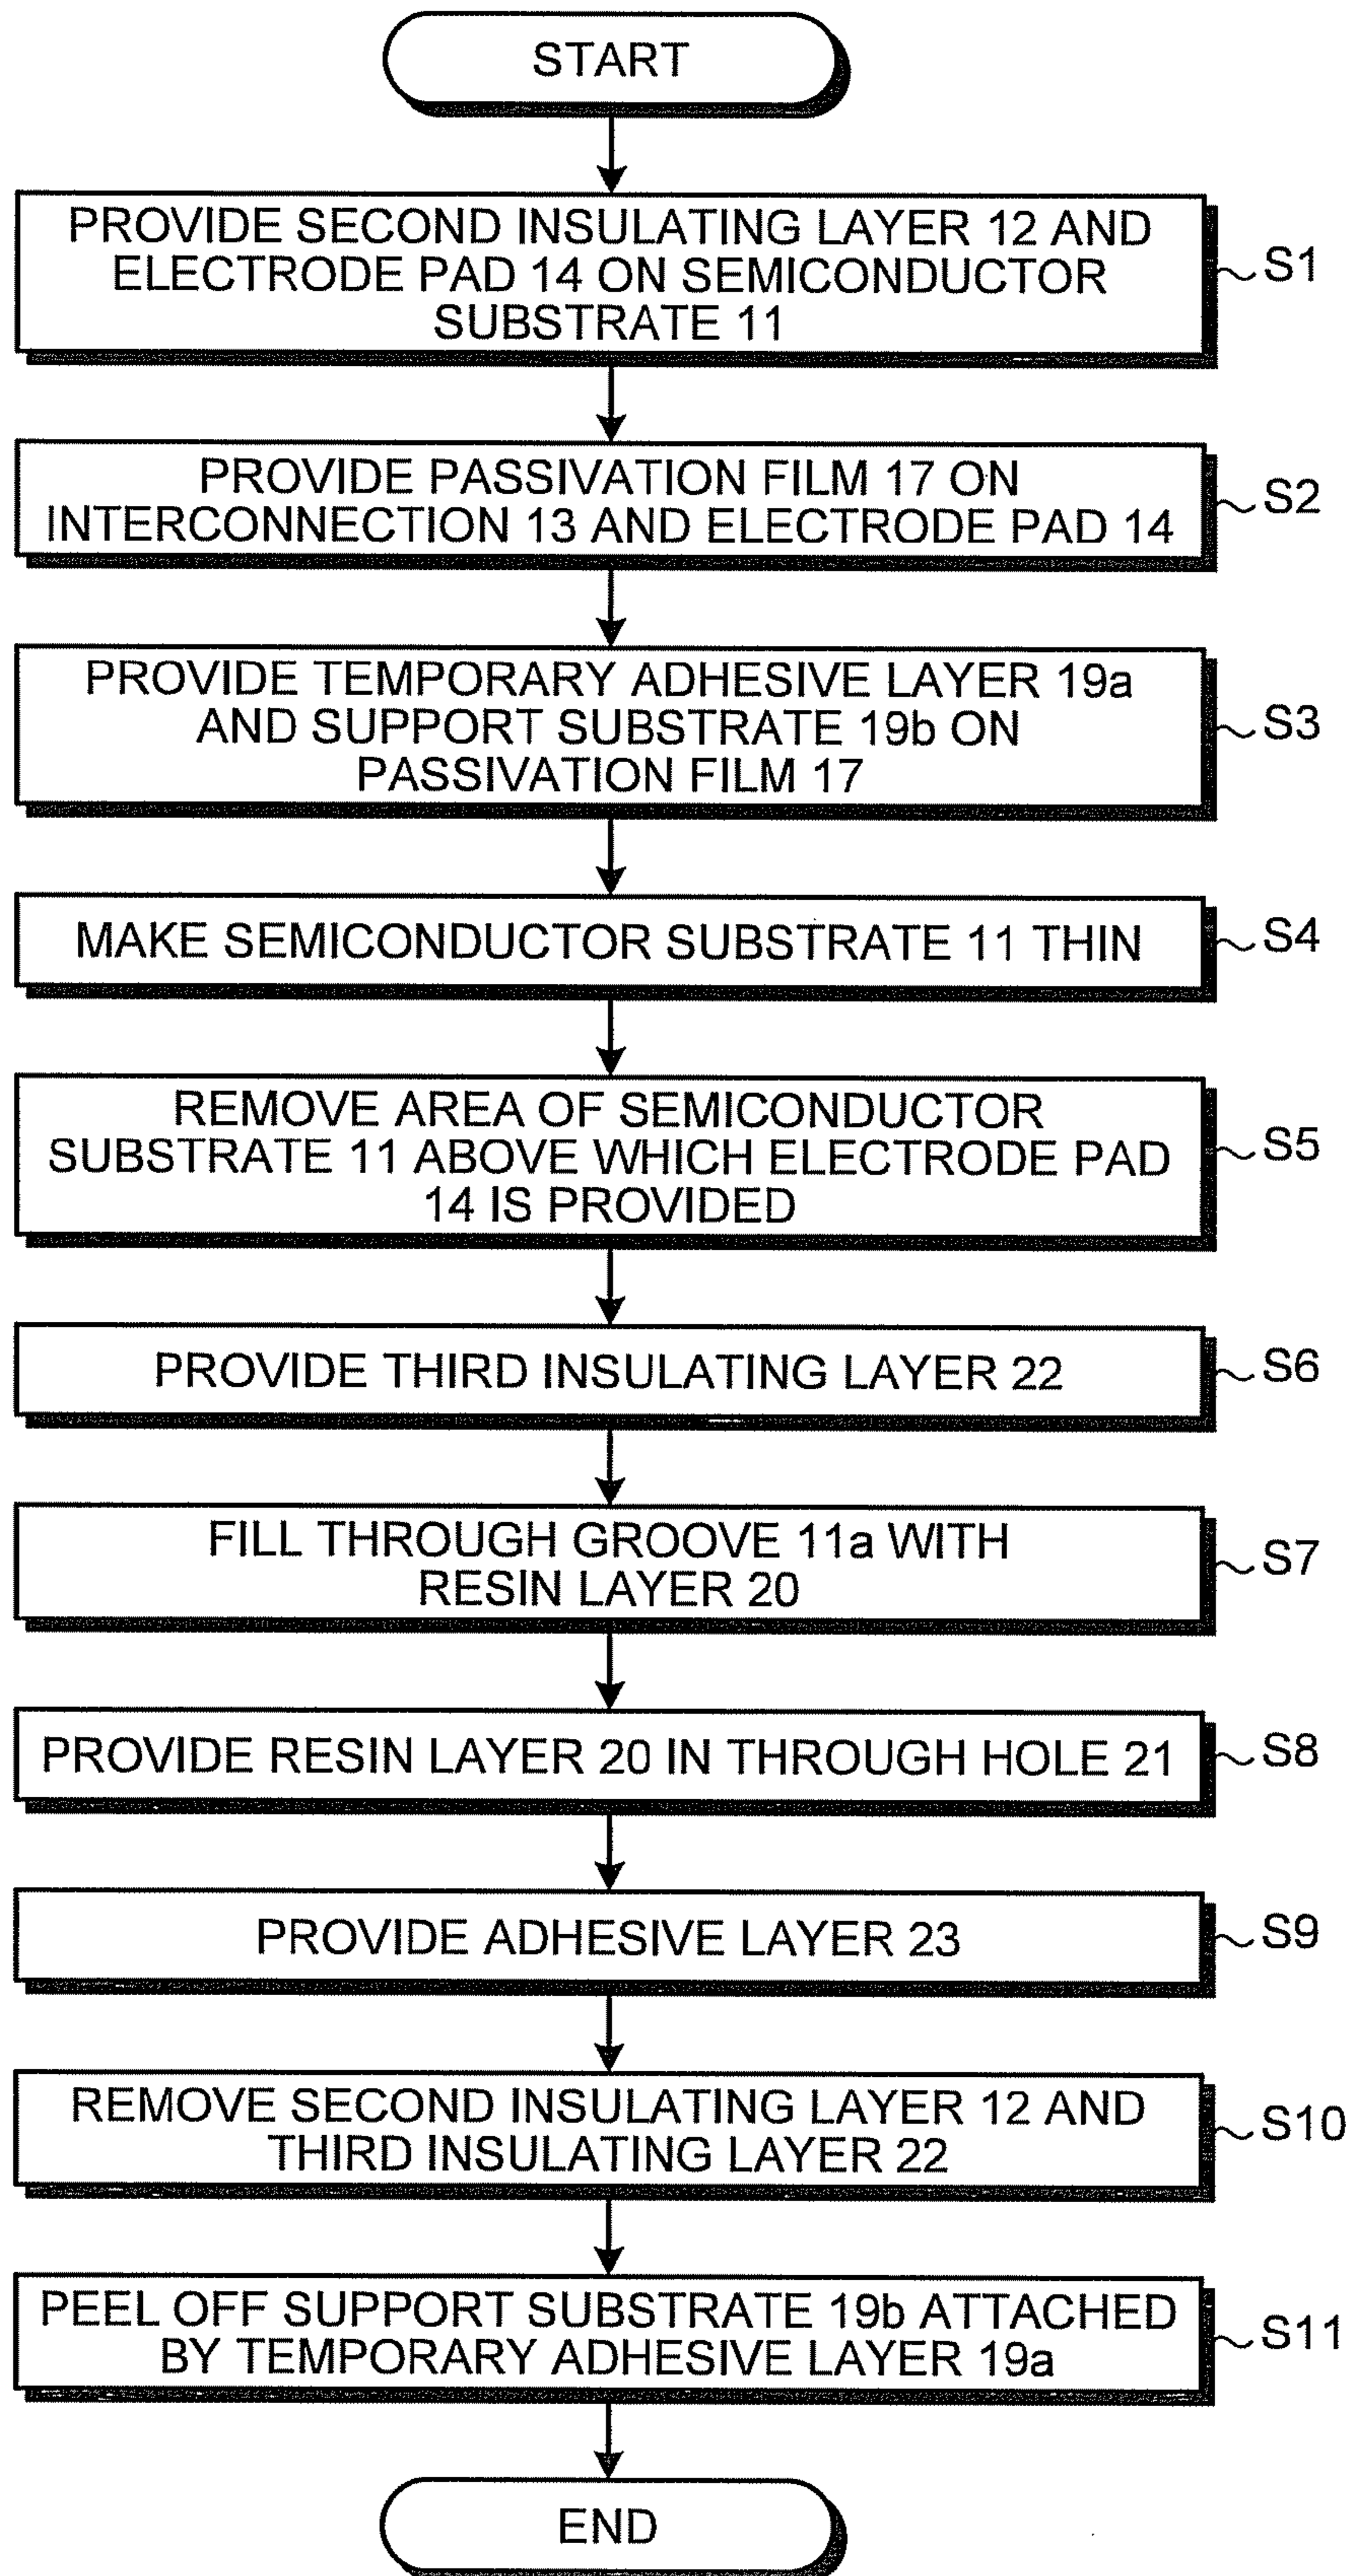 START
PROVIDE SECOND INSULATING LAYER 12 AND
ELECTRODE PAD 14 ON SEMICONDUCTOR
SUBSTRATE 11
S1
PROVIDE PASSIVATION FILM 17 ON
INTERCONNECTION 13 AND ELECTRODE PAD 14
S2
PROVIDE TEMPORARY ADHESIVE LAYER 19a
AND SUPPORT SUBSTRATE 19b ON
PASSIVATION FILM 17
S3
MAKE SEMICONDUCTOR SUBSTRATE 11 THIN
S4
REMOVE AREA OF SEMICONDUCTOR
SUBSTRATE 11 ABOVE WHICH ELECTRODE PAD
14 IS PROVIDED
S5
PROVIDE THIRD INSULATING LAYER 22
S6
FILL THROUGH GROOVE 11a WITH
RESIN LAYER 20
S7
PROVIDE RESIN LAYER 20 IN THROUGH HOLE 21
S8
PROVIDE ADHESIVE LAYER 23
S9
REMOVE SECOND INSULATING LAYER 12 AND
THIRD INSULATING LAYER 22
S10
PEEL OFF SUPPORT SUBSTRATE 19b ATTACHED
BY TEMPORARY ADHESIVE LAYER 19a
S11
END